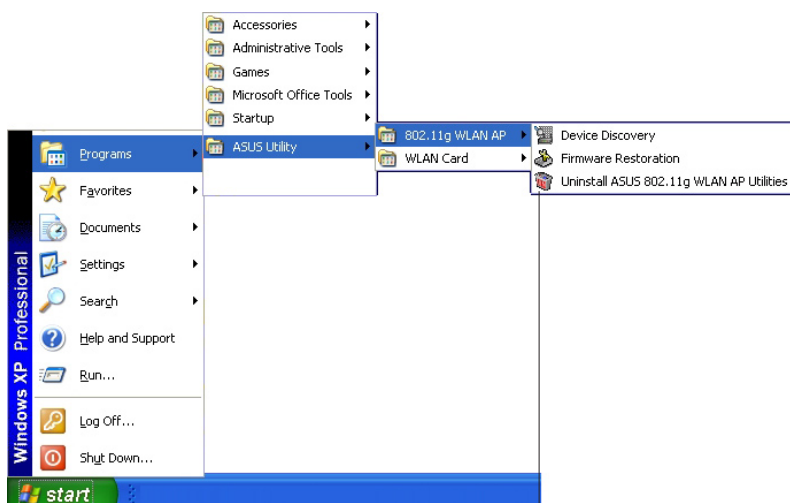 Accessories
Administrative Tools
Games
Microsoft Office Tools
Startup
ASUS Utility
802.11g WLAN AP
WLAN Card
Device Discovery
Firmware Restoration
Uninstall ASUS 802.11g WLAN AP Utilities
Programs
Favorites
Documents
Settings
Search
Help and Support
Run...
Log Off...
Shut Down...
Windows XP Professional
start